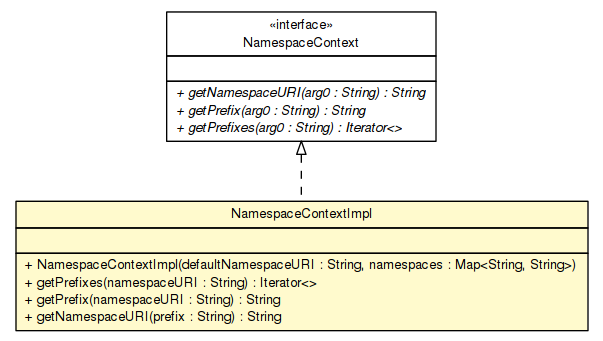 «interface»
NamespaceContext
+ getNamespaceURI(arg0 : String) : String
+ getPrefix(arg0 : String) : String
+ getPrefixes(arg0 : String) : Iterator<>
NamespaceContextImpl
+ NamespaceContextImpl(defaultNamespaceURI : String, namespaces : Map<String, String>)
+ getPrefixes(namespaceURI : String) : Iterator<>
+ getPrefix(namespaceURI : String) : String
+ getNamespaceURI(prefix : String) : String